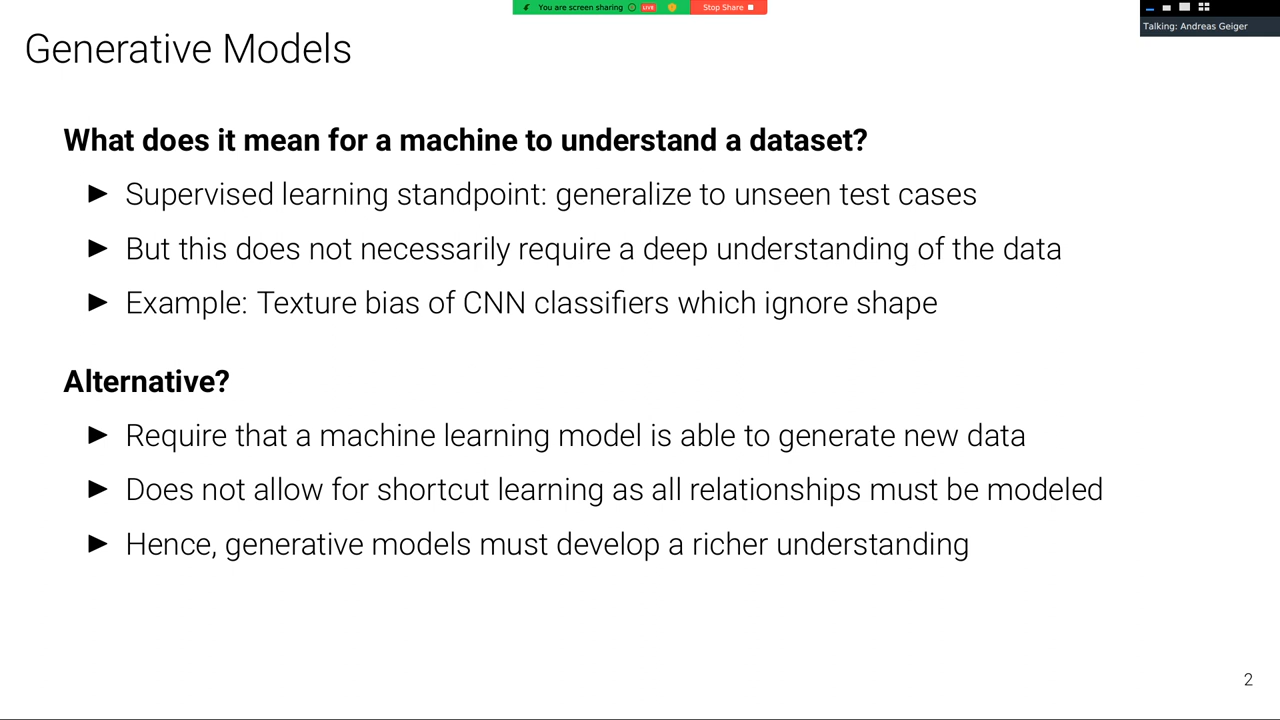 You are screen sharing LIVE Stop Share
Talking: Andreas Geiger
Generative Models
What does it mean for a machine to understand a dataset?
► Supervised learning standpoint: generalize to unseen test cases
► But this does not necessarily require a deep understanding of the data
► Example: Texture bias of CNN classifiers which ignore shape
Alternative?
► Require that a machine learning model is able to generate new data
► Does not allow for shortcut learning as all relationships must be modeled
► Hence, generative models must develop a richer understanding
2